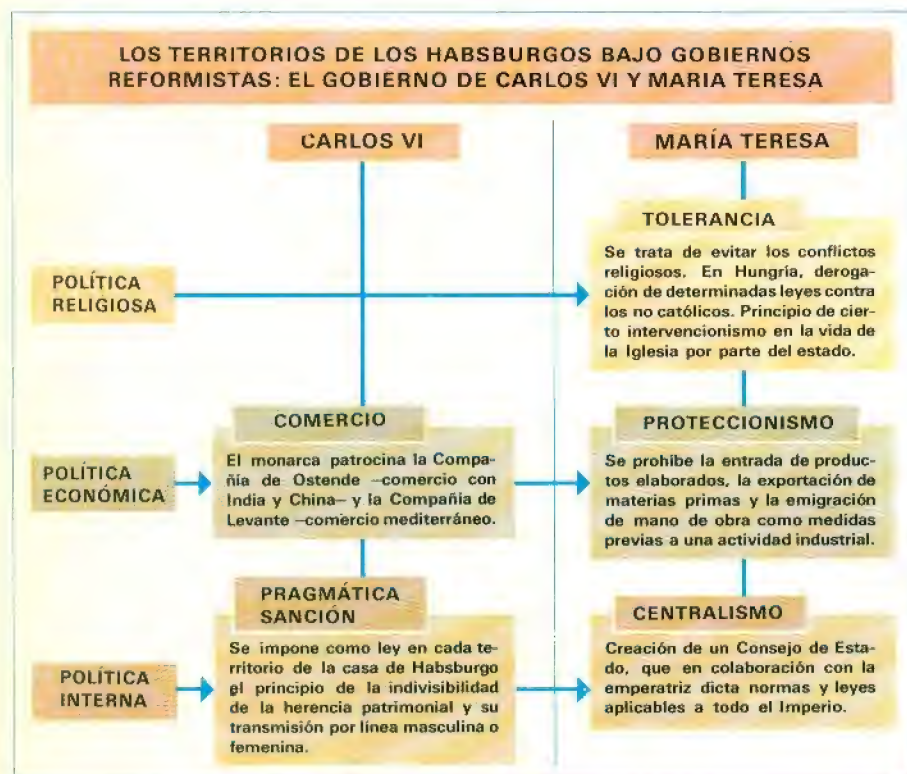 LOS TERRITORIOS DE LOS HABSBURGOS BAJO GOBIERNOS
REFORMISTAS: EL GOBIERNO DE CARLOS VI Y MARIA TERESA
CARLOS VI
MARÍA TERESA
POLÍTICA
RELIGIOSA
TOLERANCIA
Se trata de evitar los conflictos
religiosos. En Hungría, deroga-
ción de determinadas leyes contra
los no católicos. Principio de cier-
to intervencionismo en la vida de
la Iglesia por parte del estado.
POLÍTICA
ECONÓMICA
COMERCIO
El monarca patrocina la Compa-
ñía de Ostende –comercio con
India y China– y la Compañía de
Levante –comercio mediterráneo.
PROTECCIONISMO
Se prohíbe la entrada de produc-
tos elaborados, la exportación de
materias primas y la emigración
de mano de obra como medidas
previas a una actividad industrial.
POLÍTICA
INTERNA
PRAGMÁTICA
SANCIÓN
Se impone como ley en cada te-
rritorio de la casa de Habsburgo
el principio de la indivisibilidad
de la herencia patrimonial y su
transmisión por línea masculina o
femenina.
CENTRALISMO
Creación de un Consejo de Esta-
do, que en colaboración con la
emperatriz dicta normas y leyes
aplicables a todo el Imperio.